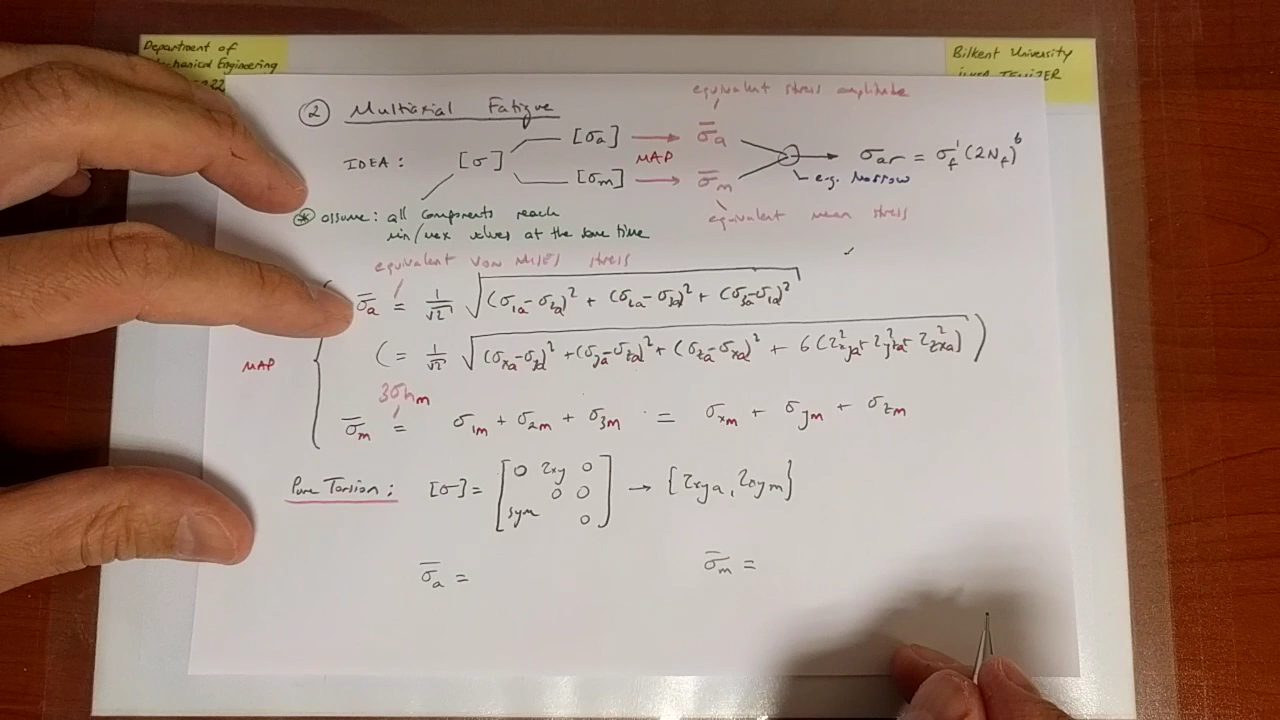 Department of
Mechanical Engineering
Bilkent University
② Multiaxial Fatigue
equivalent stress amplitude
IDEA : [σ] [σa] → σ̄a
MAP
[σm] → σ̄m
σar = σf' (2Nf)^b
e.g. Morrow
equivalent mean stress
⊛ assume : all components reach
min/max values at the same time
equivalent VON MISES stress
σ̄a = 1/√2 √((σ1a-σ2a)² + (σ2a-σ3a)² + (σ3a-σ1a)²)
MAP
( = 1/√2 √((σxa-σya)² + (σya-σza)² + (σza-σxa)² + 6(τ²xya + τ²yza + τ²zxa)) )
3σhm
σ̄m = σ1m + σ2m + σ3m = σxm + σym + σzm
Pure Torsion : [σ] = [0 τxy 0
0 0
sym 0] → {τxya, τxym}
σ̄a = σ̄m =